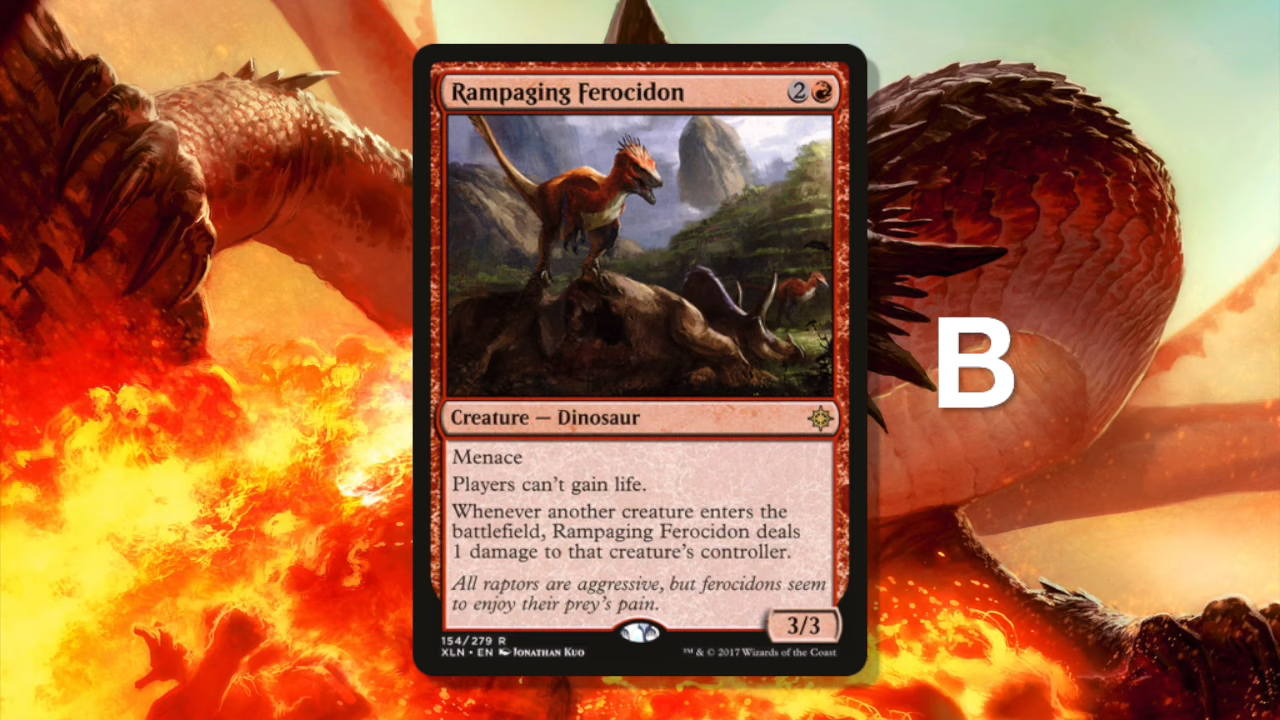 Rampaging Ferocidon 2
B
Creature — Dinosaur
Menace
Players can't gain life.
Whenever another creature enters the
battlefield, Rampaging Ferocidon deals
1 damage to that creature's controller.
All raptors are aggressive, but ferocidons seem
to enjoy their prey's pain.
3/3
154/279 R
XLN • EN Jonathan Kuo
™ & © 2017 Wizards of the Coast